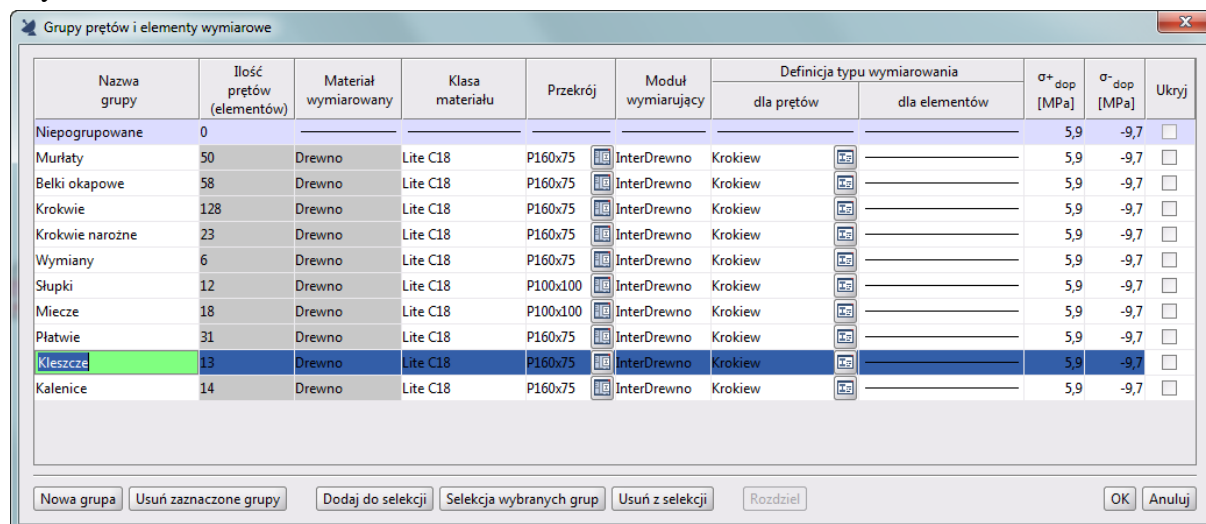 Grupy prętów i elementy wymiarowe
Nazwa grupy Ilość prętów (elementów) Materiał wymiarowany Klasa materiału Przekrój Moduł wymiarujący Definicja typu wymiarowania dla prętów dla elementów σ+ dop [MPa] σ- dop [MPa] Ukryj
Niepogrupowane 0 5,9 -9,7
Murłaty 50 Drewno Lite C18 P160x75 InterDrewno Krokiew 5,9 -9,7
Belki okapowe 58 Drewno Lite C18 P160x75 InterDrewno Krokiew 5,9 -9,7
Krokwie 128 Drewno Lite C18 P160x75 InterDrewno Krokiew 5,9 -9,7
Krokwie narożne 23 Drewno Lite C18 P160x75 InterDrewno Krokiew 5,9 -9,7
Wymiany 6 Drewno Lite C18 P160x75 InterDrewno Krokiew 5,9 -9,7
Słupki 12 Drewno Lite C18 P100x100 InterDrewno Krokiew 5,9 -9,7
Miecze 18 Drewno Lite C18 P100x100 InterDrewno Krokiew 5,9 -9,7
Płatwie 31 Drewno Lite C18 P160x75 InterDrewno Krokiew 5,9 -9,7
Kleszcze 13 Drewno Lite C18 P160x75 InterDrewno Krokiew 5,9 -9,7
Kalenice 14 Drewno Lite C18 P160x75 InterDrewno Krokiew 5,9 -9,7
Nowa grupa Usuń zaznaczone grupy Dodaj do selekcji Selekcja wybranych grup Usuń z selekcji Rozdziel OK Anuluj